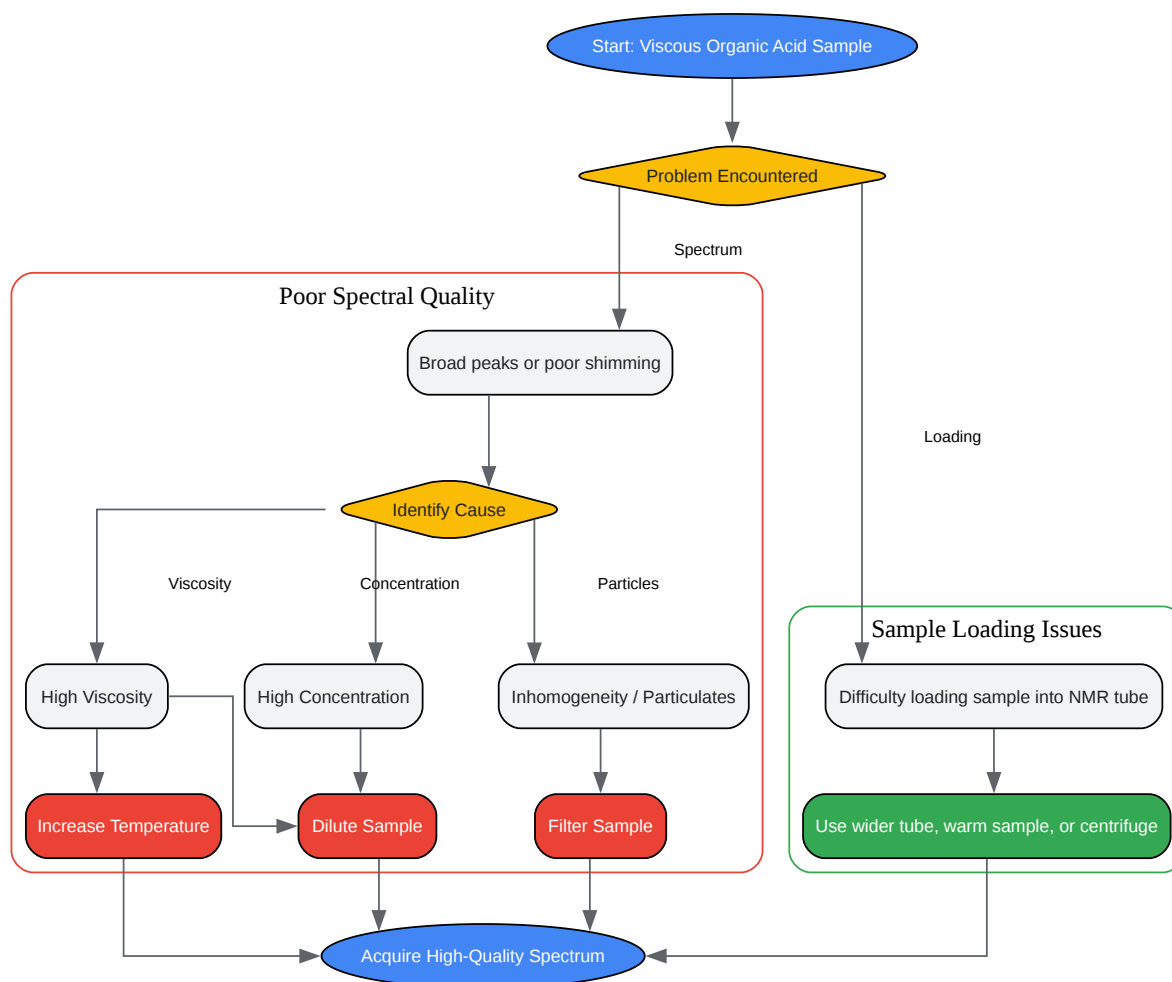 Start: Viscous Organic Acid Sample
Problem Encountered
Spectrum
Poor Spectral Quality
Broad peaks or poor shimming
Loading
Identify Cause
Viscosity
Concentration
Particles
Sample Loading Issues
High Viscosity
High Concentration
Inhomogeneity / Particulates
Difficulty loading sample into NMR tube
Increase Temperature
Dilute Sample
Filter Sample
Use wider tube, warm sample, or centrifuge
Acquire High-Quality Spectrum